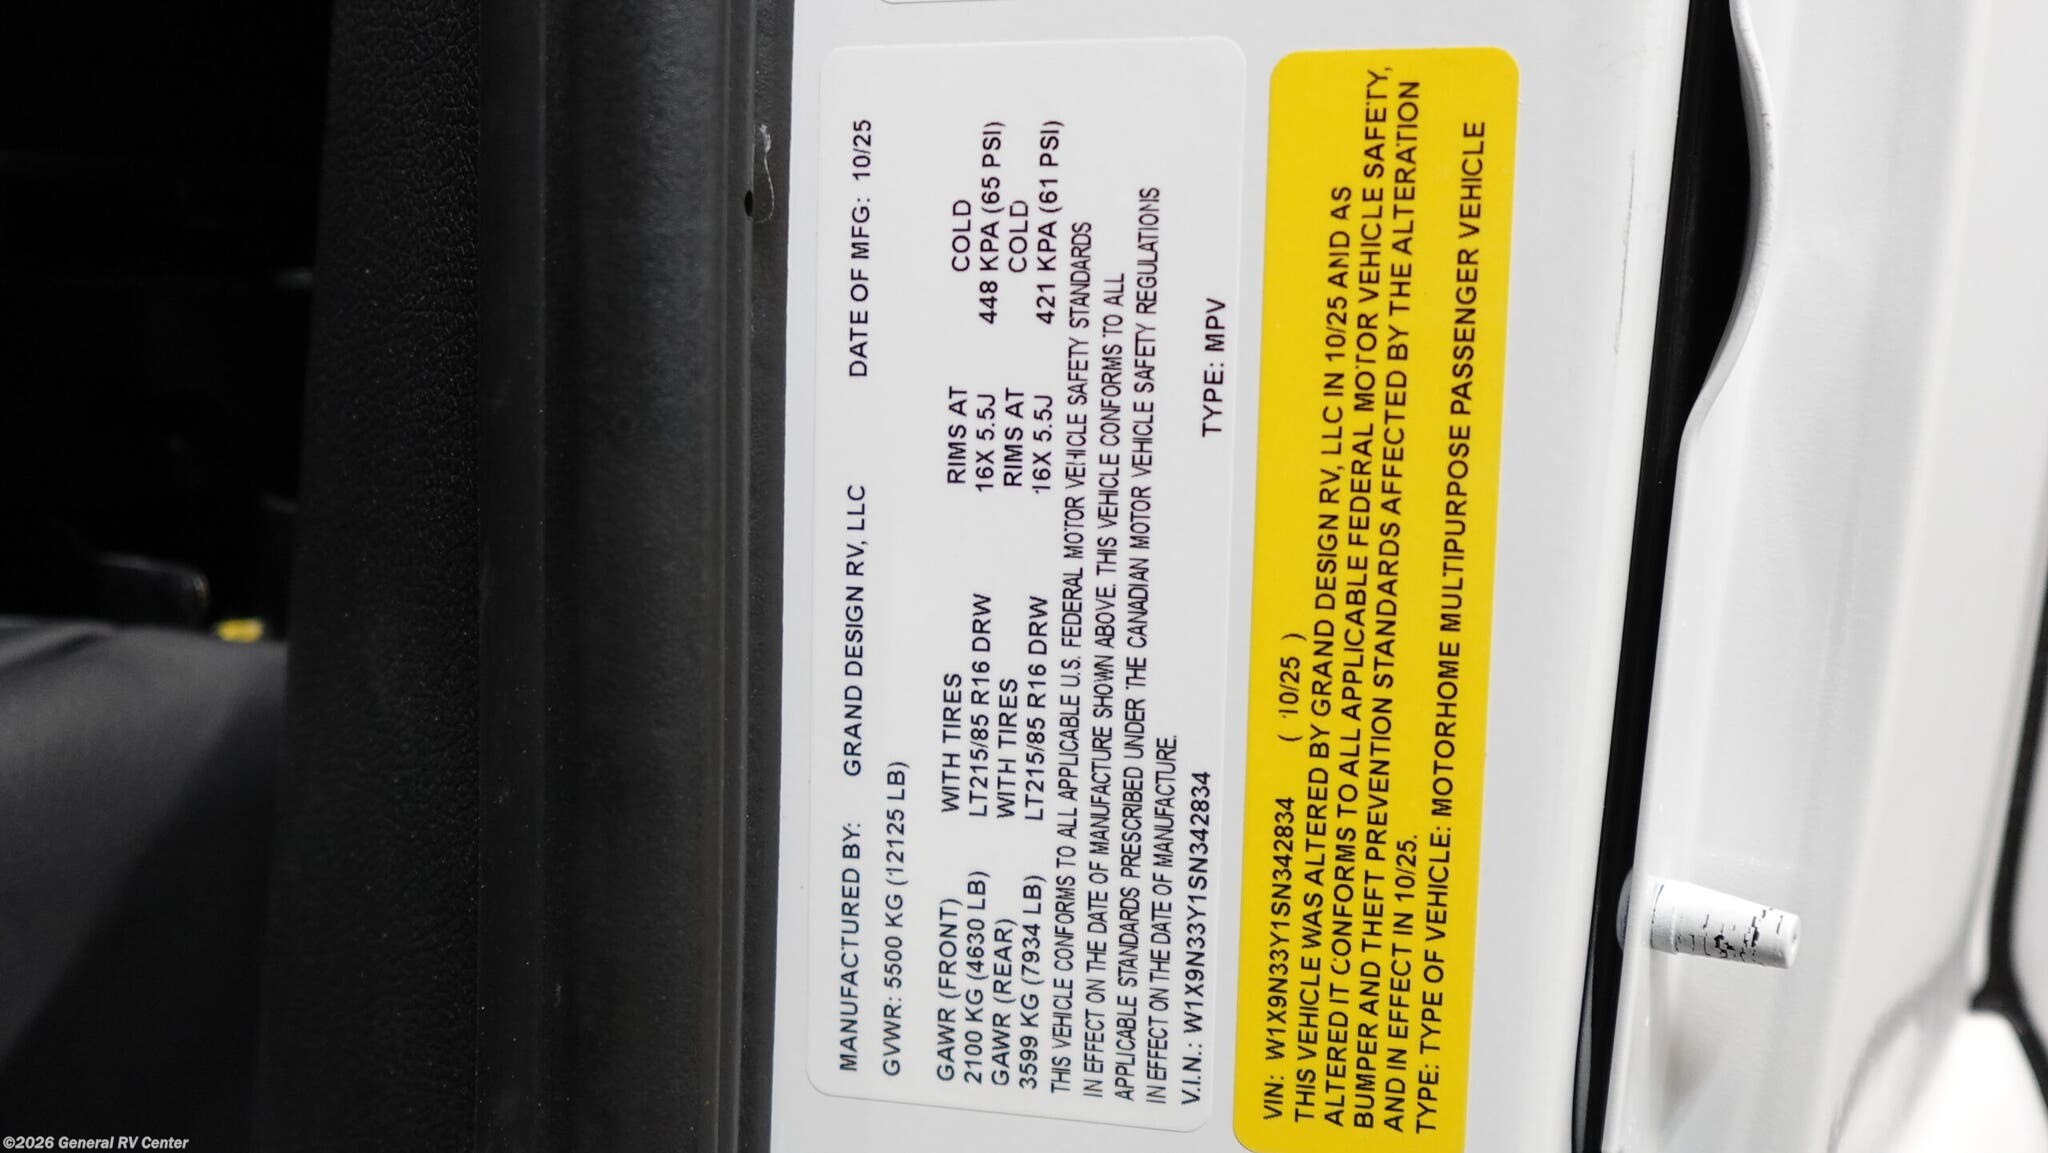 MANUFACTURED BY: GRAND DESIGN RV, LLC DATE OF MFG: 10/25
GVWR: 5500 KG (12125 LB)
GAWR (FRONT) WITH TIRES RIMS AT COLD
2100 KG (4630 LB) LT215/85 R16 DRW 16X 5.5J 448 KPA (65 PSI)
GAWR (REAR) WITH TIRES RIMS AT COLD
3599 KG (7934 LB) LT215/85 R16 DRW 16X 5.5J 421 KPA (61 PSI)
THIS VEHICLE CONFORMS TO ALL APPLICABLE U.S. FEDERAL MOTOR VEHICLE SAFETY STANDARDS
IN EFFECT ON THE DATE OF MANUFACTURE SHOWN ABOVE. THIS VEHICLE CONFORMS TO ALL
APPLICABLE STANDARDS PRESCRIBED UNDER THE CANADIAN MOTOR VEHICLE SAFETY REGULATIONS
IN EFFECT ON THE DATE OF MANUFACTURE.
V.I.N.: W1X9N33Y1SN342834 TYPE: MPV
VIN: W1X9N33Y1SN342834 ( 10/25 )
THIS VEHICLE WAS ALTERED BY GRAND DESIGN RV, LLC IN 10/25 AND AS
ALTERED IT CONFORMS TO ALL APPLICABLE FEDERAL MOTOR VEHICLE SAFETY,
BUMPER AND THEFT PREVENTION STANDARDS AFFECTED BY THE ALTERATION
AND IN EFFECT IN 10/25.
TYPE: TYPE OF VEHICLE: MOTORHOME MULTIPURPOSE PASSENGER VEHICLE
©2026 General RV Center